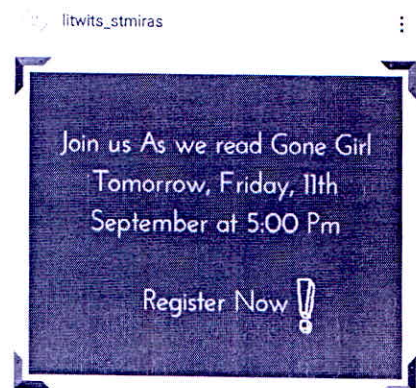 litwits_stmiras
Join us As we read Gone Girl
Tomorrow, Friday, 11th
September at 5:00 Pm
Register Now!